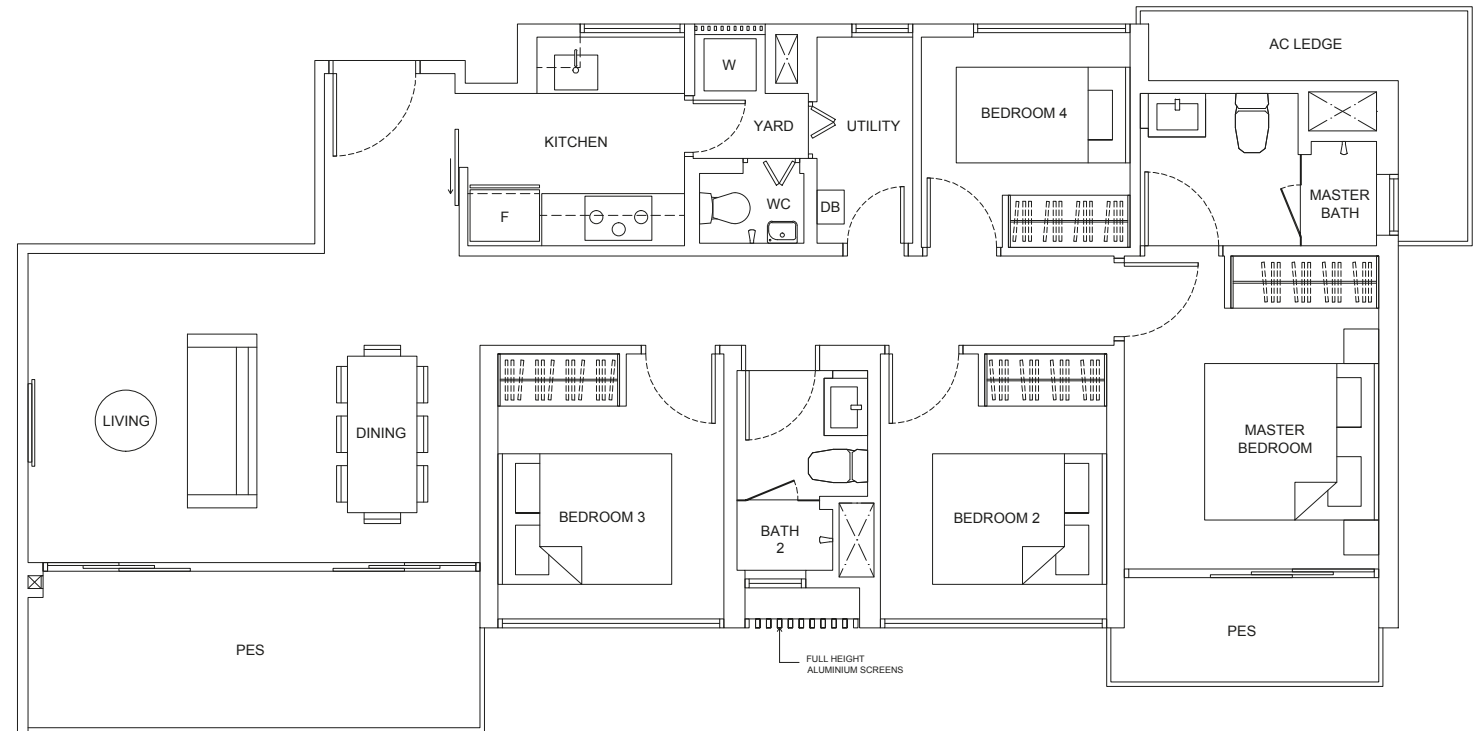 AC LEDGE
W
BEDROOM 4
YARD
UTILITY
KITCHEN
MASTER
BATH
WC
DB
F
LIVING
DINING
MASTER
BEDROOM
BEDROOM 3
BATH
2
BEDROOM 2
PES
PES
FULL HEIGHT
ALUMINIUM SCREENS